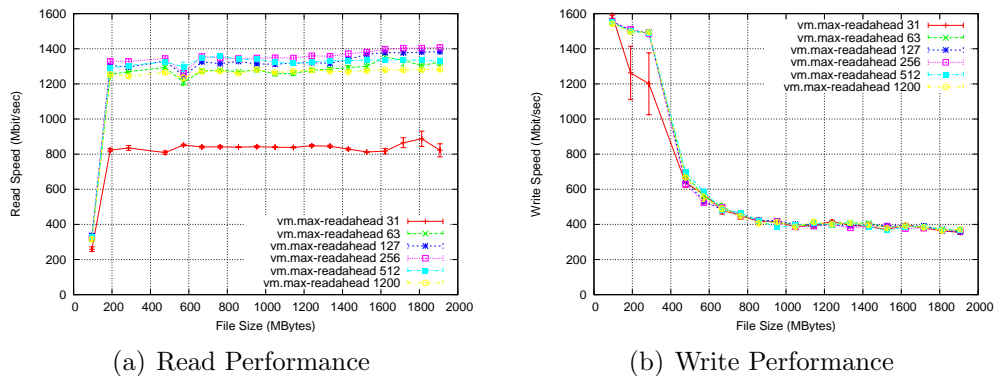 1600
1400
1200
1000
800
600
400
200
0
Read Speed (Mbit/sec)
vm.max-readahead 31
vm.max-readahead 63
vm.max-readahead 127
vm.max-readahead 256
vm.max-readahead 512
vm.max-readahead 1200
0 200 400 600 800 1000 1200 1400 1600 1800 2000
File Size (MBytes)
(a) Read Performance
1600
1400
1200
1000
800
600
400
200
0
Write Speed (Mbit/sec)
vm.max-readahead 31
vm.max-readahead 63
vm.max-readahead 127
vm.max-readahead 256
vm.max-readahead 512
vm.max-readahead 1200
0 200 400 600 800 1000 1200 1400 1600 1800 2000
File Size (MBytes)
(b) Write Performance